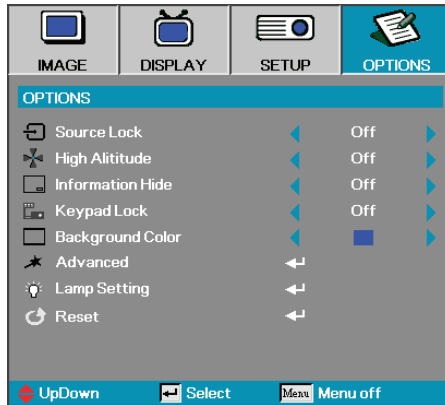 IMAGE DISPLAY SETUP OPTIONS
OPTIONS
Source Lock Off
High Alititude Off
Information Hide Off
Keypad Lock Off
Background Color
Advanced
Lamp Setting
Reset
UpDown Select Menu Menu off